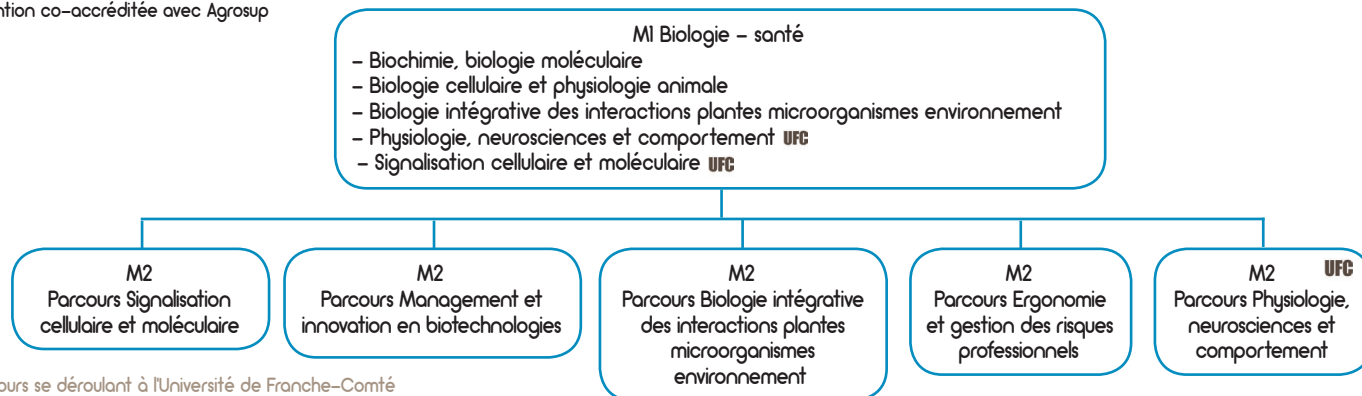 ntion co-accréditée avec Agrosup
M1 Biologie – santé
– Biochimie, biologie moléculaire
– Biologie cellulaire et physiologie animale
– Biologie intégrative des interactions plantes microorganismes environnement
– Physiologie, neurosciences et comportement UFC
– Signalisation cellulaire et moléculaire UFC
M2
Parcours Signalisation
cellulaire et moléculaire
M2
Parcours Management et
innovation en biotechnologies
M2
Parcours Biologie intégrative
des interactions plantes
microorganismes
environnement
M2
Parcours Ergonomie
et gestion des risques
professionnels
M2 UFC
Parcours Physiologie,
neurosciences et
comportement
ours se déroulant à l'Université de Franche-Comté